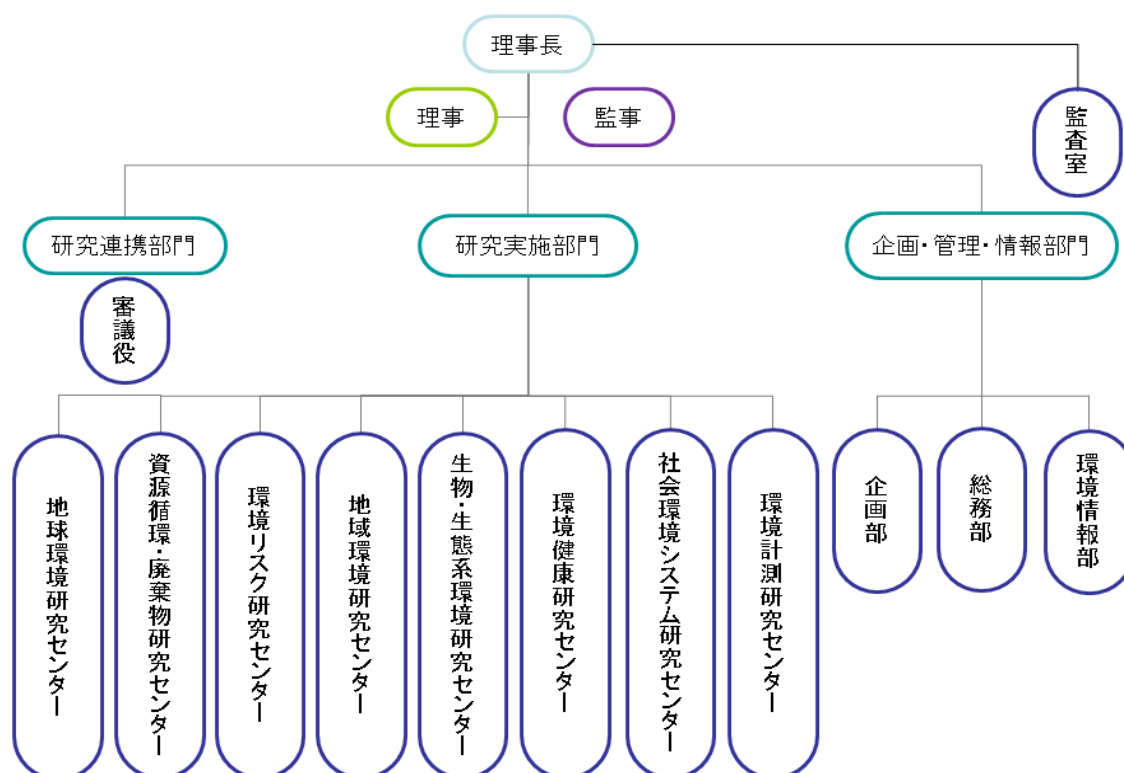 理事長
理事
監事
監査室
研究連携部門
研究実施部門
企画・管理・情報部門
審議役
地球環境研究センター
資源循環・廃棄物研究センター
環境リスク研究センター
地域環境研究センター
生物・生態系環境研究センター
環境健康研究センター
社会環境システム研究センター
環境計測研究センター
企画部
総務部
環境情報部